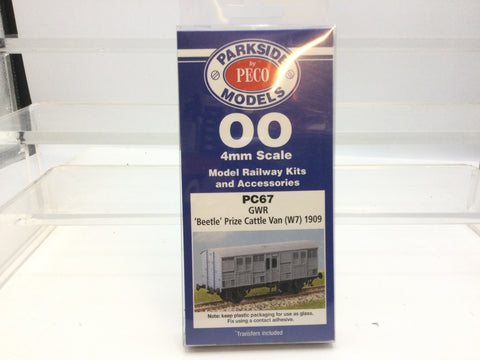 PARKSIDE
by
PECO
MODELS
OO
4mm Scale
Model Railway Kits
and Accessories
PC67
GWR
'Beetle' Prize Cattle Van (W7) 1909
Note: keep plastic packaging for use as glass.
Fix using a contact adhesive.
*Transfers included